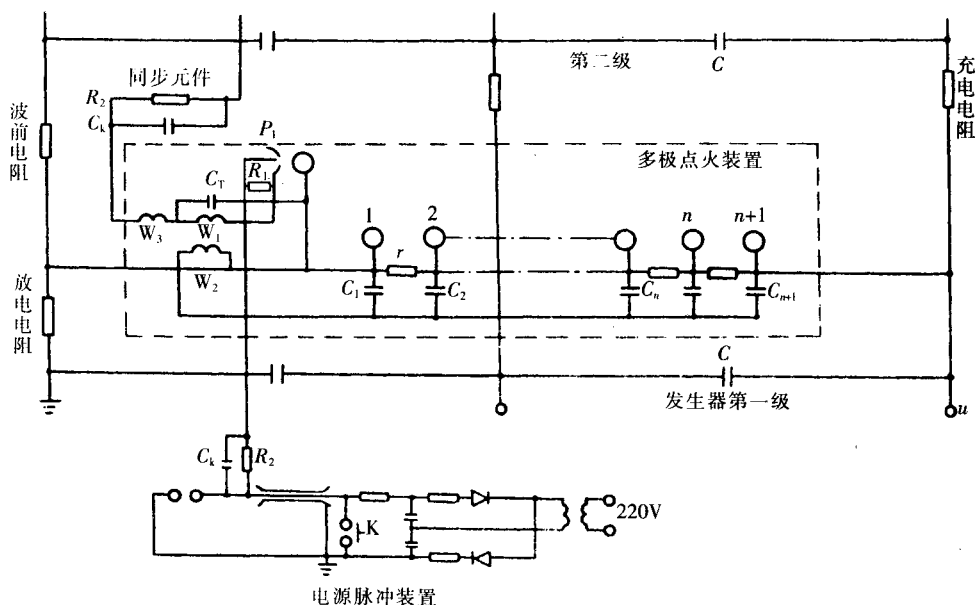 第二级
C
充电电阻
同步元件
R₂
Cₖ
波前电阻
P₁
R₁
多极点火装置
C_T
1
2
n
n+1
W₃
W₁
r
W₂
C₁
C₂
Cₙ
Cₙ₊₁
放电电阻
C
发生器第一级
u
Cₖ
R₂
K
220V
电源脉冲装置